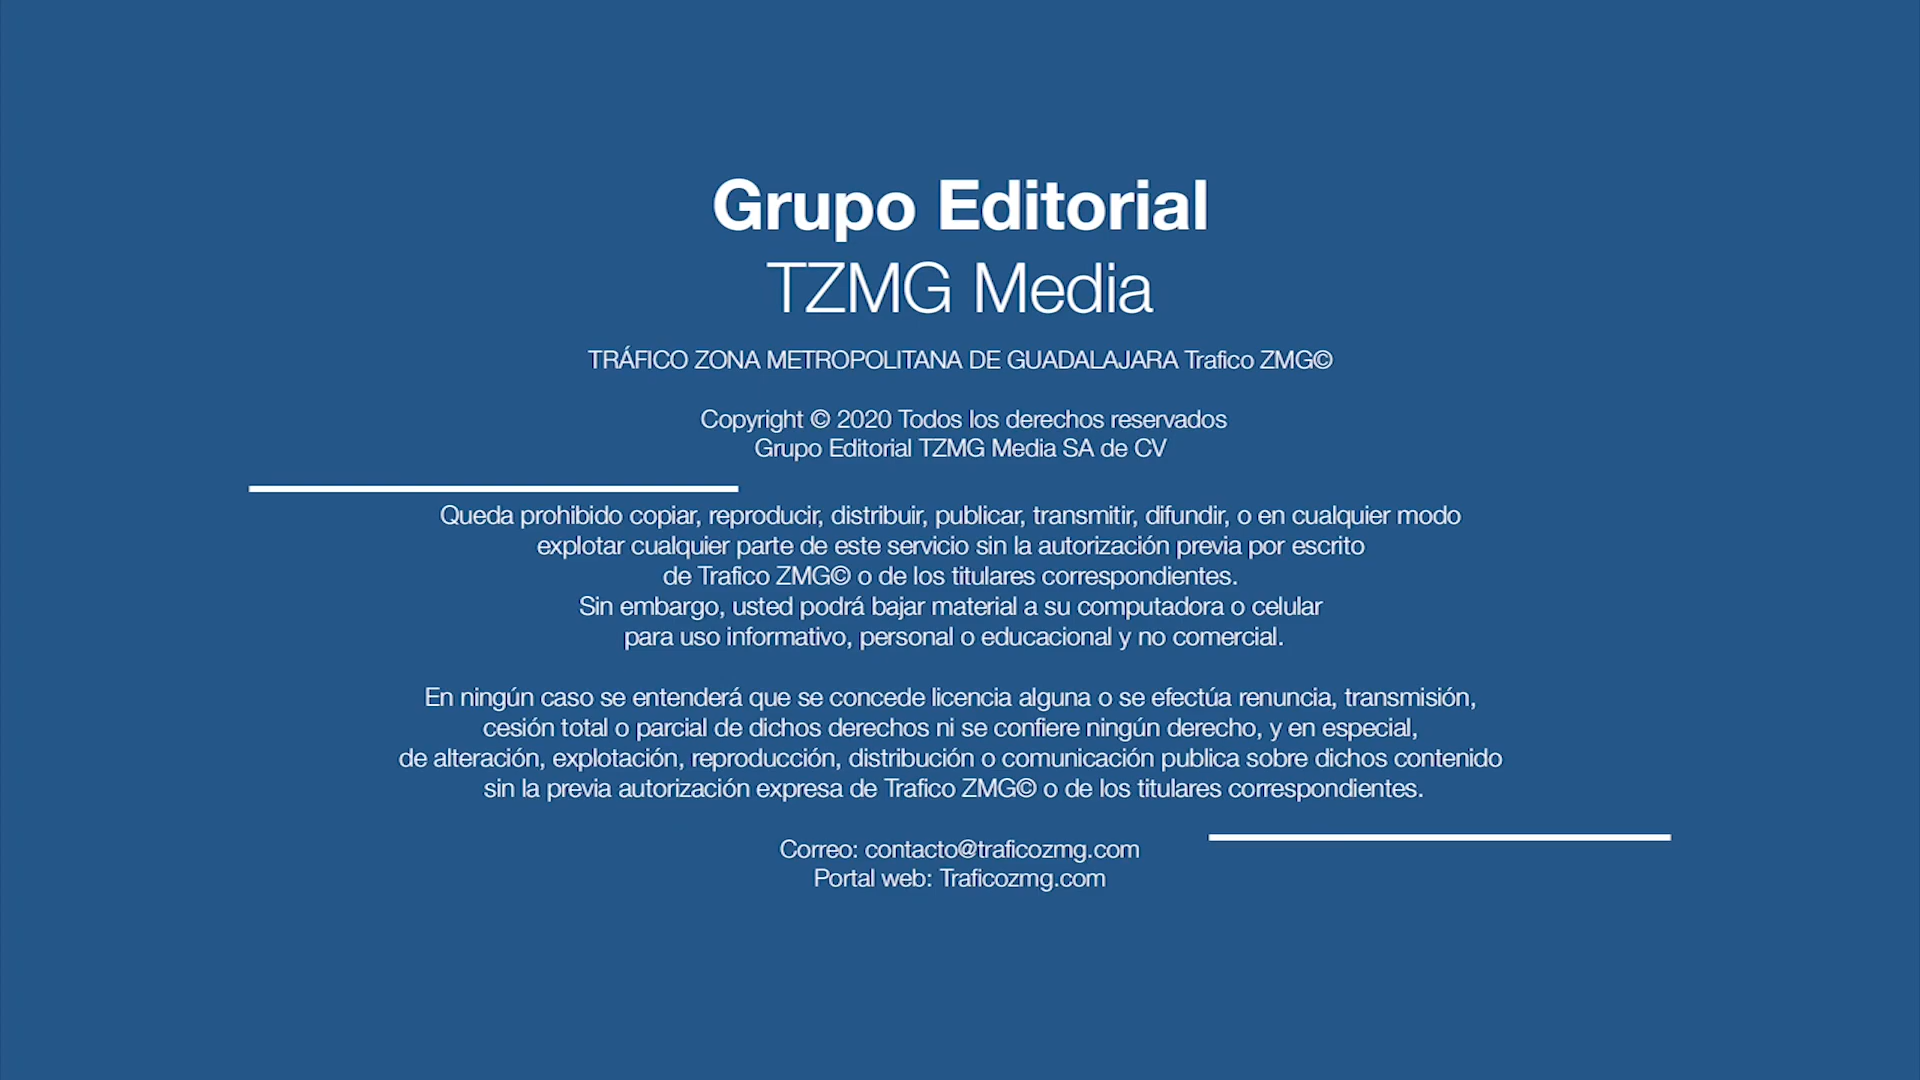 Grupo Editorial
TZMG Media
TRÁFICO ZONA METROPOLITANA DE GUADALAJARA Trafico ZMG©
Copyright © 2020 Todos los derechos reservados
Grupo Editorial TZMG Media SA de CV
Queda prohibido copiar, reproducir, distribuir, publicar, transmitir, difundir, o en cualquier modo
explotar cualquier parte de este servicio sin la autorización previa por escrito
de Trafico ZMG© o de los titulares correspondientes.
Sin embargo, usted podrá bajar material a su computadora o celular
para uso informativo, personal o educacional y no comercial.
En ningún caso se entenderá que se concede licencia alguna o se efectúa renuncia, transmisión,
cesión total o parcial de dichos derechos ni se confiere ningún derecho, y en especial,
de alteración, explotación, reproducción, distribución o comunicación publica sobre dichos contenido
sin la previa autorización expresa de Trafico ZMG© o de los titulares correspondientes.
Correo: contacto@traficozmg.com
Portal web: Traficozmg.com